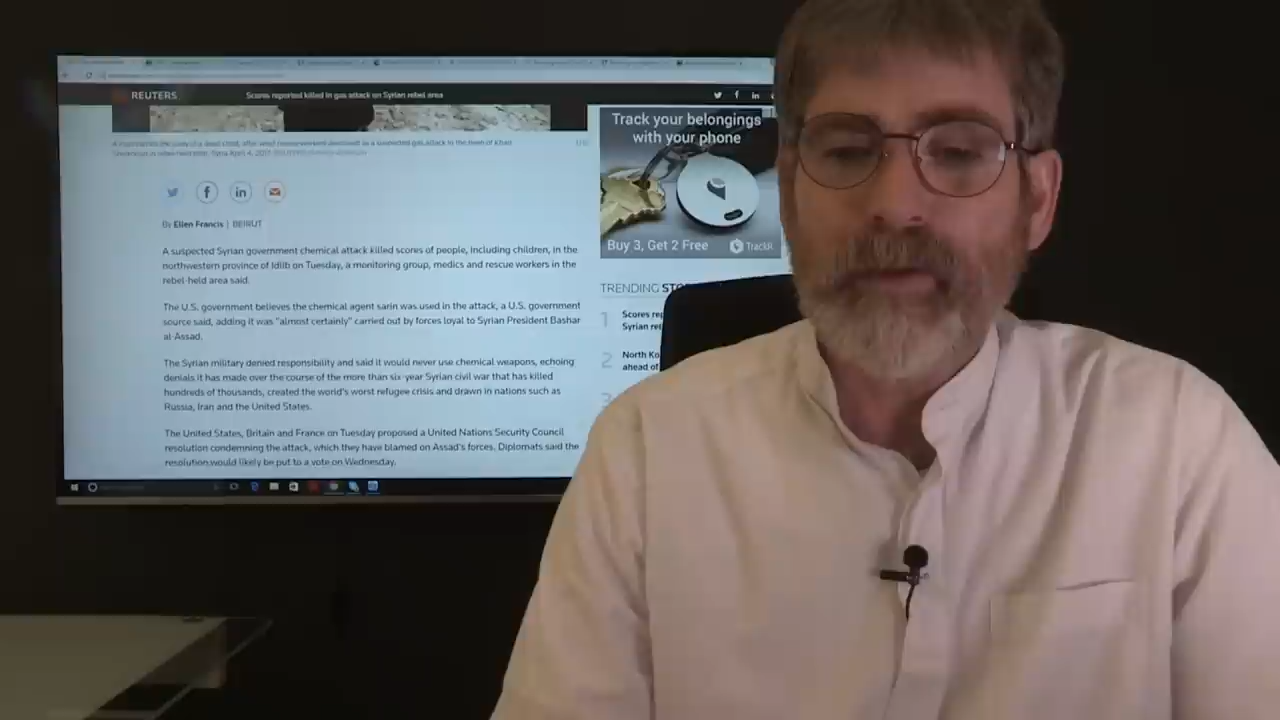 REUTERS
Scores reported killed in gas attack on Syrian rebel area
Track your belongings
with your phone
Buy 3, Get 2 Free
TrackR
By Ellen Francis | BEIRUT
A suspected Syrian government chemical attack killed scores of people, including children, in the
northwestern province of Idlib on Tuesday, a monitoring group, medics and rescue workers in the
rebel-held area said.
The U.S. government believes the chemical agent sarin was used in the attack, a U.S. government
source said, adding it was "almost certainly" carried out by forces loyal to Syrian President Bashar
al-Assad.
The Syrian military denied responsibility and said it would never use chemical weapons, echoing
denials it has made over the course of the more than six-year Syrian civil war that has killed
hundreds of thousands, created the world's worst refugee crisis and drawn in nations such as
Russia, Iran and the United States.
The United States, Britain and France on Tuesday proposed a United Nations Security Council
resolution condemning the attack, which they have blamed on Assad's forces. Diplomats said the
resolution would likely be put to a vote on Wednesday.
TRENDING
1 Scores
Syrian
2 North
ahead of
3